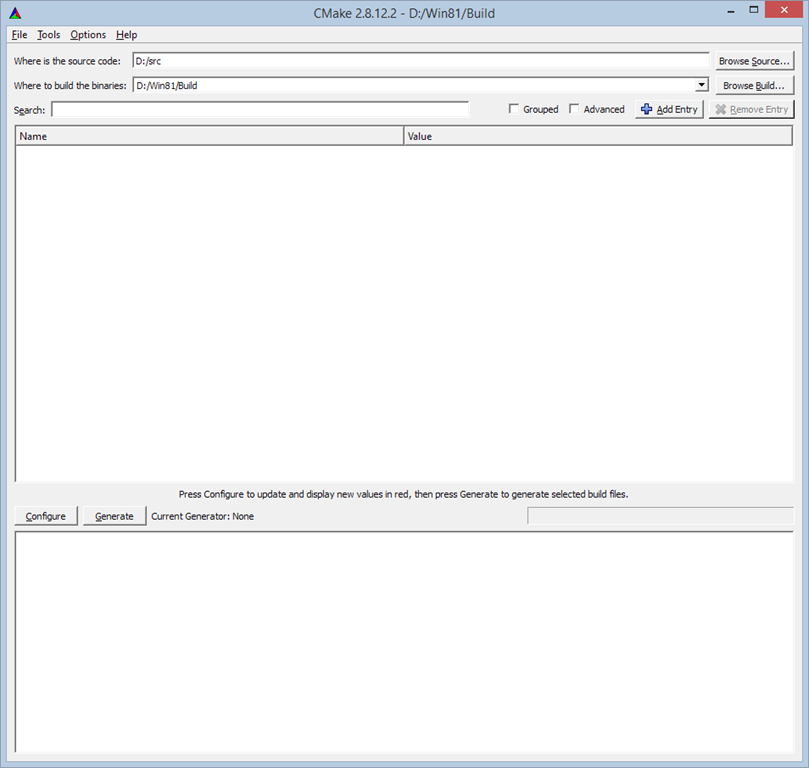 CMake 2.8.12.2 - D:/Win81/Build
File Tools Options Help
Where is the source code: D:/src Browse Source...
Where to build the binaries: D:/Win81/Build Browse Build...
Search: Grouped Advanced Add Entry Remove Entry
Name Value
Press Configure to update and display new values in red, then press Generate to generate selected build files.
Configure Generate Current Generator: None